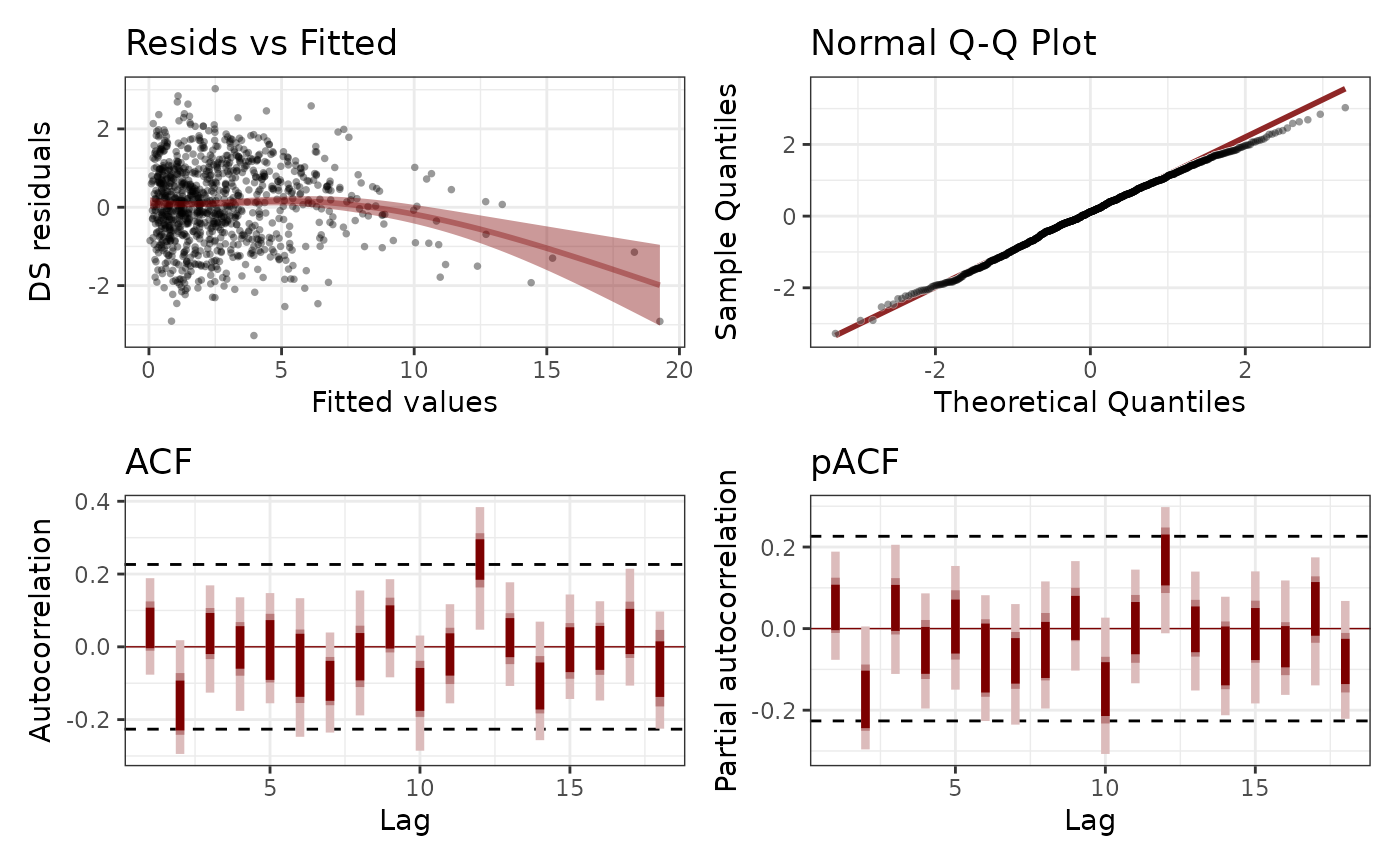 Resids vs Fitted
DS residuals
2
0
-2
0 5 10 15 20
Fitted values
Normal Q-Q Plot
Sample Quantiles
2
0
-2
-2 0 2
Theoretical Quantiles
ACF
Autocorrelation
0.4
0.2
0.0
-0.2
5 10 15
Lag
pACF
Partial autocorrelation
0.2
0.0
-0.2
5 10 15
Lag